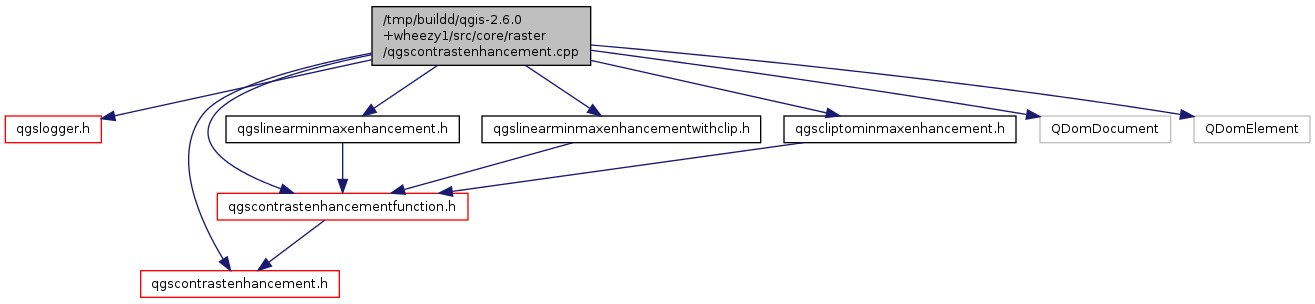 /tmp/buildd/qgis-2.6.0
+wheezy1/src/core/raster
/qgscontrastenhancement.cpp
qgslogger.h
qgslinearminmaxenhancement.h
qgslinearminmaxenhancementwithclip.h
qgscliptominmaxenhancement.h
QDomDocument
QDomElement
qgscontrastenhancementfunction.h
qgscontrastenhancement.h